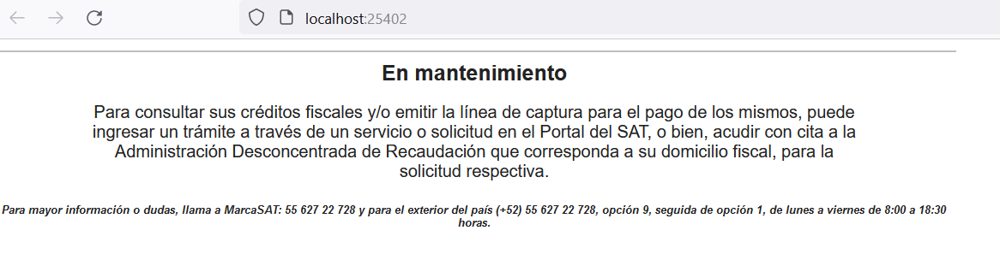 localhost:25402
En mantenimiento
Para consultar sus créditos fiscales y/o emitir la línea de captura para el pago de los mismos, puede
ingresar un trámite a través de un servicio o solicitud en el Portal del SAT, o bien, acudir con cita a la
Administración Desconcentrada de Recaudación que corresponda a su domicilio fiscal, para la
solicitud respectiva.
Para mayor información o dudas, llama a MarcaSAT: 55 627 22 728 y para el exterior del país (+52) 55 627 22 728, opción 9, seguida de opción 1, de lunes a viernes de 8:00 a 18:30
horas.